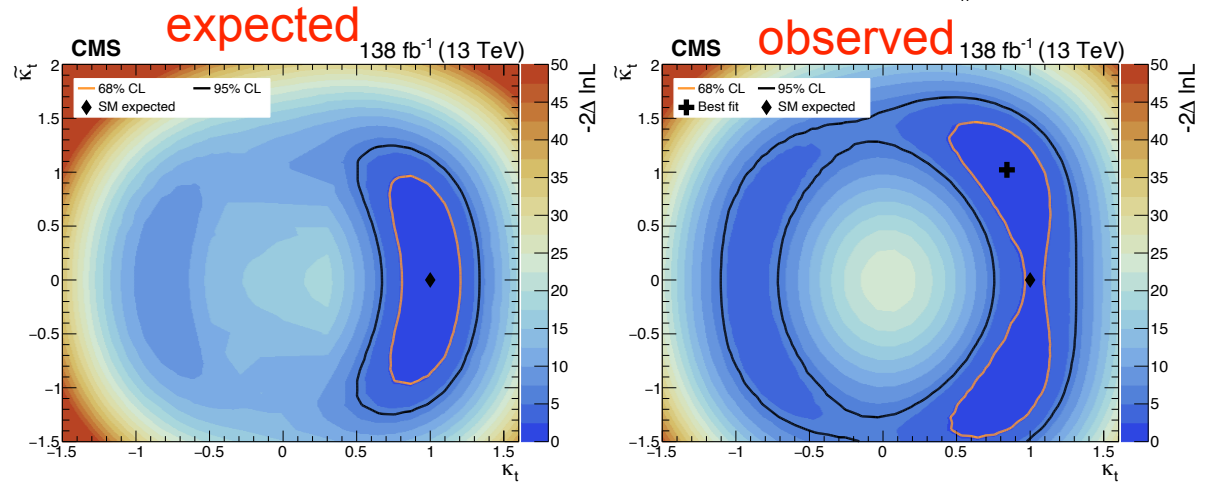 expected
CMS 138 fb⁻¹ (13 TeV)
κ̃ₜ
68% CL 95% CL
SM expected
2
1.5
1
0.5
0
−0.5
−1
−1.5
−1.5 −1 −0.5 0 0.5 1 1.5
κₜ
50
45
40
35
30
25
20
15
10
5
0
-2Δ lnL
observed
CMS 138 fb⁻¹ (13 TeV)
κ̃ₜ
68% CL 95% CL
Best fit SM expected
2
1.5
1
0.5
0
−0.5
−1
−1.5
−1.5 −1 −0.5 0 0.5 1 1.5
κₜ
50
45
40
35
30
25
20
15
10
5
0
-2Δ lnL